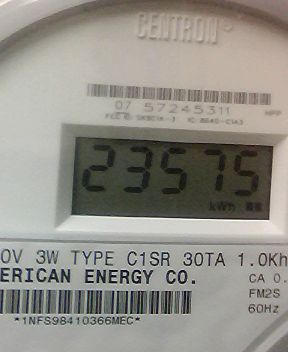 CENTRON
07 57245311
23575
kWh
0V 3W TYPE C1SR 30TA 1.0Kh
ERICAN ENERGY CO.
CA 0.
FM2S
60Hz
*1NFS98410366MEC*